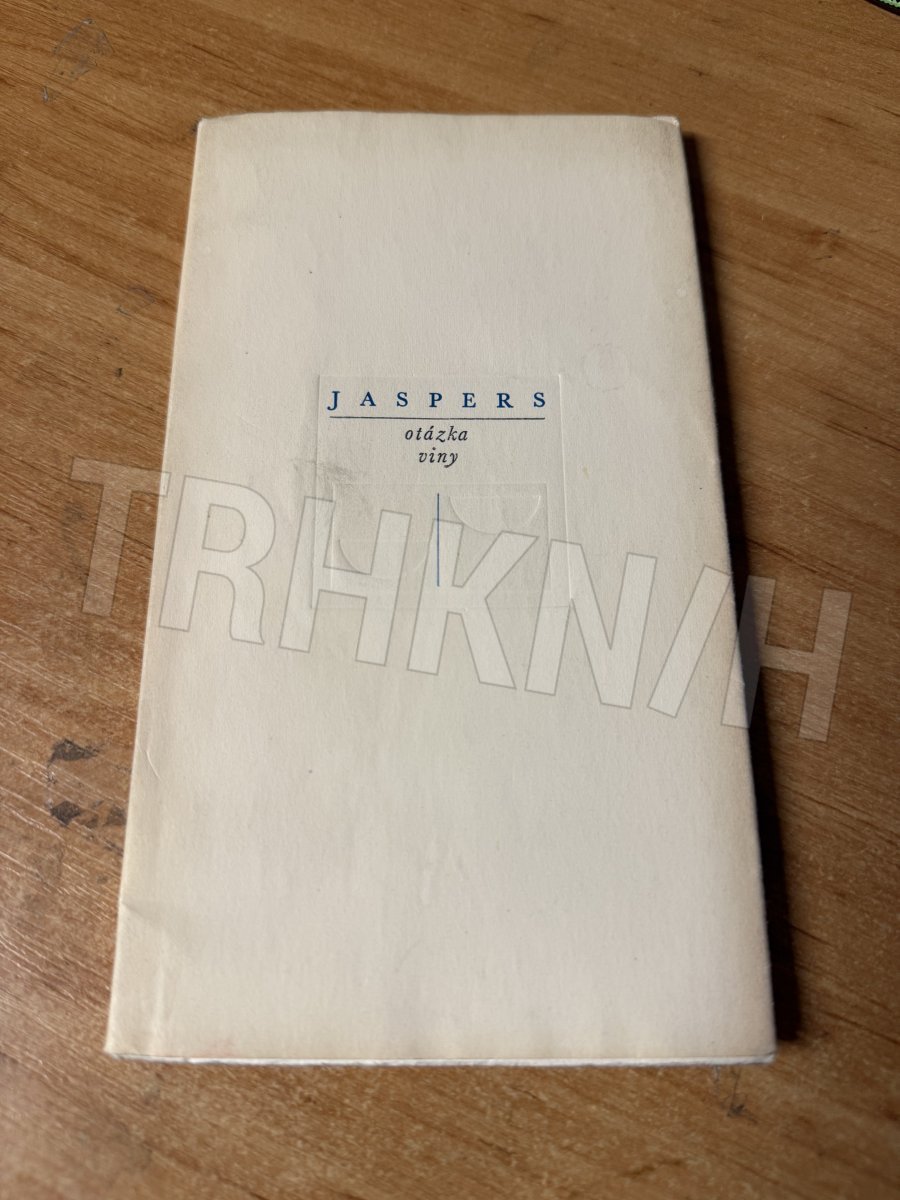 JASPERS
otázka
viny
TRHKNIH